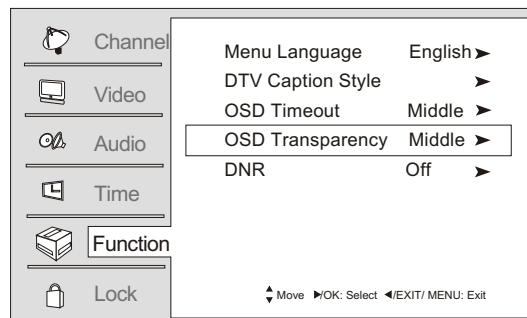 Channel
Video
Audio
Time
Function
Lock
Menu Language English
DTV Caption Style
OSD Timeout Middle
OSD Transparency Middle
DNR Off
Move /OK: Select /EXIT/ MENU: Exit